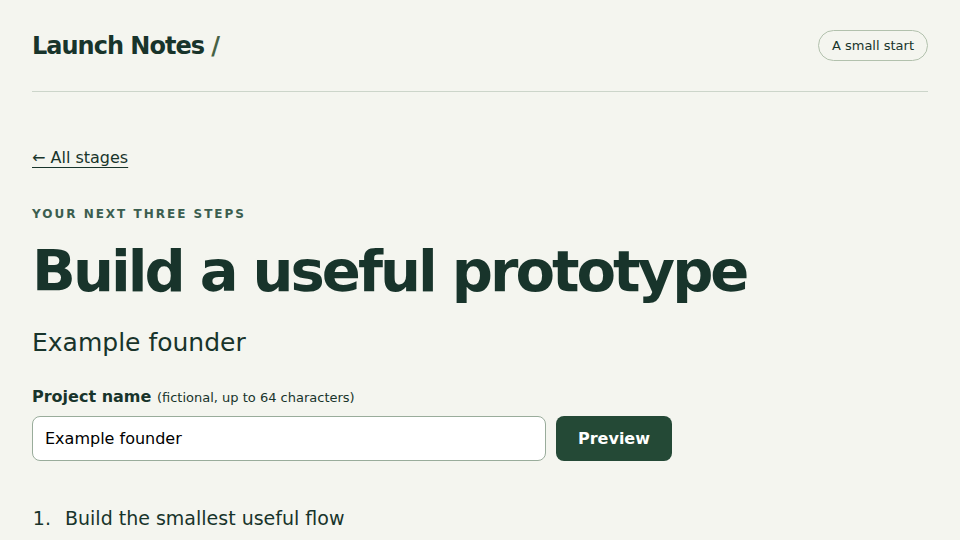 Launch Notes /
A small start
← All stages
YOUR NEXT THREE STEPS
Build a useful prototype
Example founder
Project name (fictional, up to 64 characters)
Example founder
Preview
1. Build the smallest useful flow